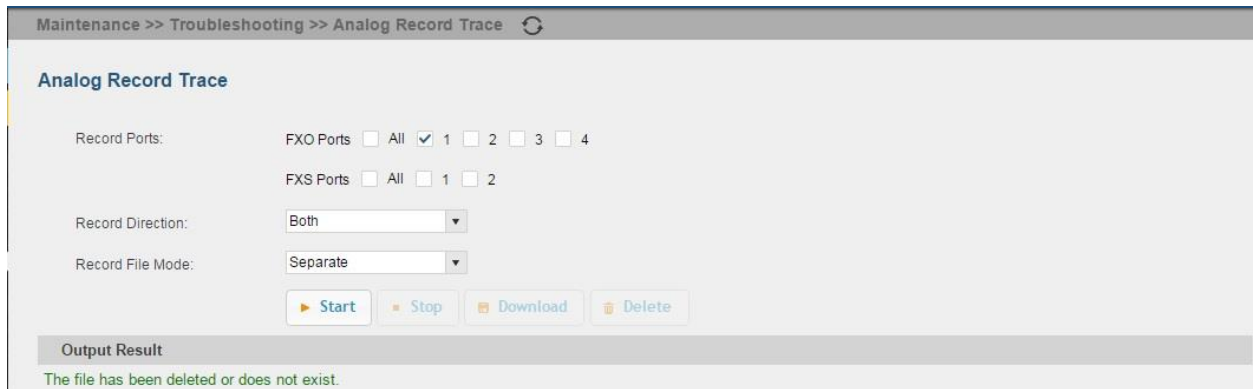 Maintenance >> Troubleshooting >> Analog Record Trace
Analog Record Trace
Record Ports: FXO Ports All 1 2 3 4
FXS Ports All 1 2
Record Direction: Both
Record File Mode: Separate
Start Stop Download Delete
Output Result
The file has been deleted or does not exist.